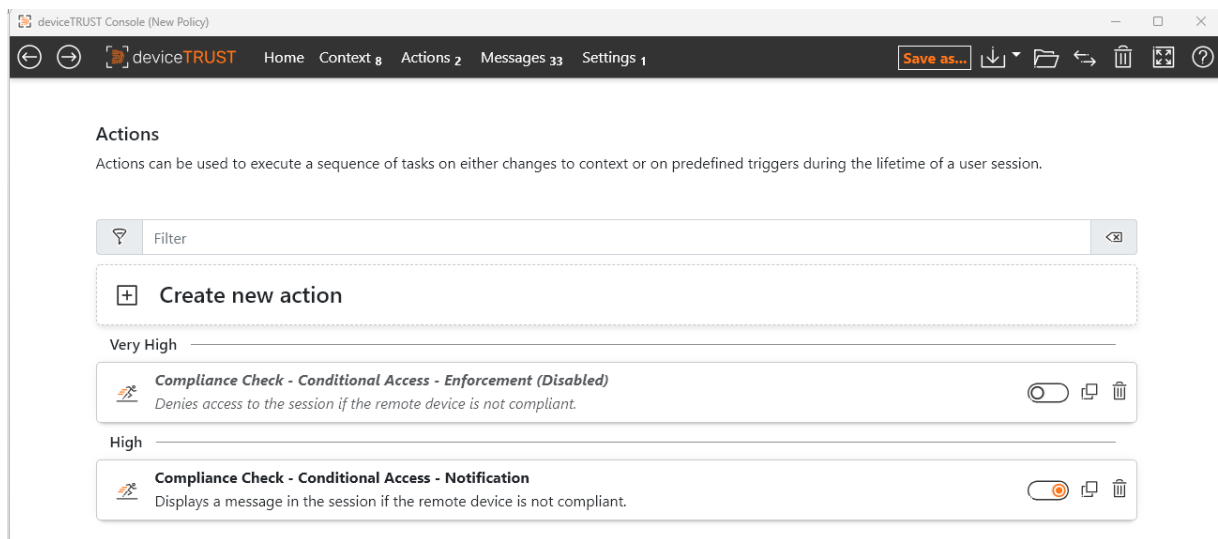 deviceTRUST Console (New Policy)
deviceTRUST Home Context 8 Actions 2 Messages 33 Settings 1 Save as...
Actions
Actions can be used to execute a sequence of tasks on either changes to context or on predefined triggers during the lifetime of a user session.
Filter
Create new action
Very High
Compliance Check - Conditional Access - Enforcement (Disabled)
Denies access to the session if the remote device is not compliant.
High
Compliance Check - Conditional Access - Notification
Displays a message in the session if the remote device is not compliant.